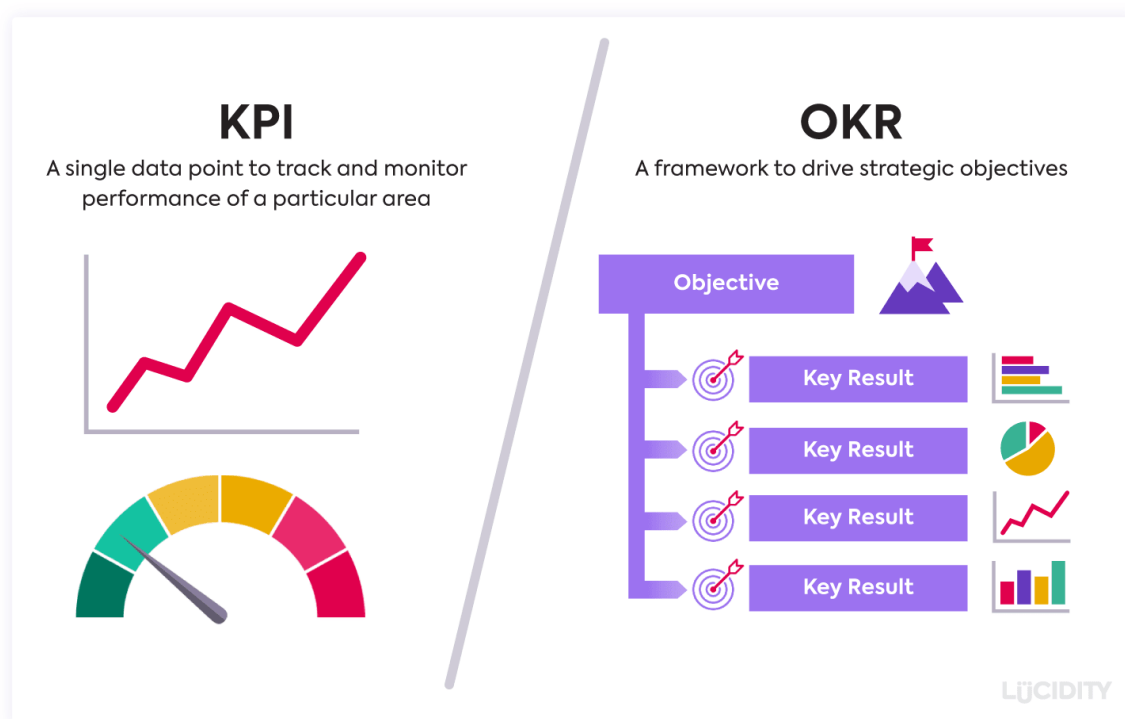 KPI
A single data point to track and monitor
performance of a particular area
OKR
A framework to drive strategic objectives
Objective
Key Result
Key Result
Key Result
Key Result
LÜCIDITY